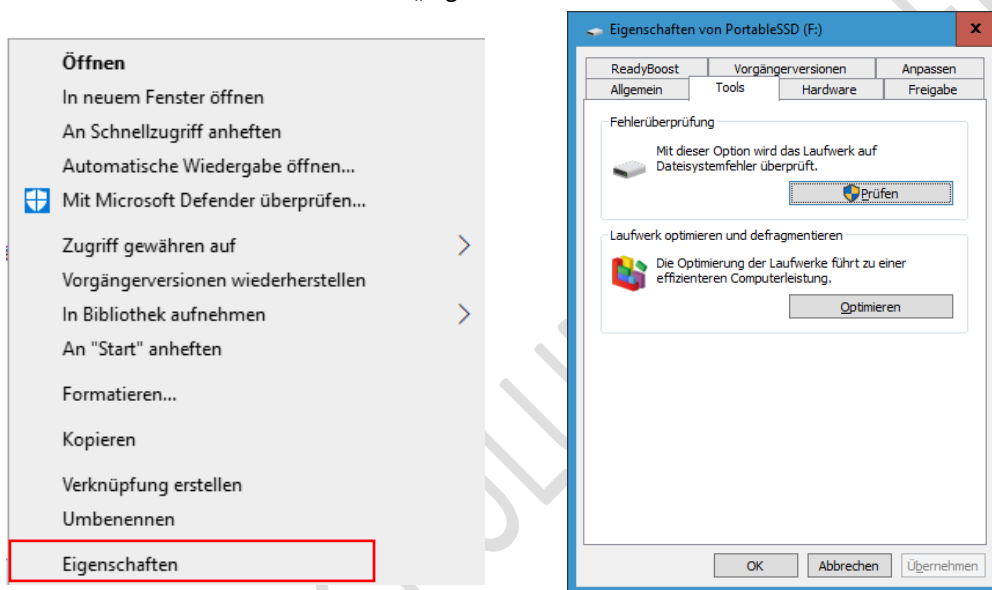 Öffnen
In neuem Fenster öffnen
An Schnellzugriff anheften
Automatische Wiedergabe öffnen...
Mit Microsoft Defender überprüfen...
Zugriff gewähren auf
Vorgängerversionen wiederherstellen
In Bibliothek aufnehmen
An "Start" anheften
Formatieren...
Kopieren
Verknüpfung erstellen
Umbenennen
Eigenschaften
Eigenschaften von PortableSSD (F:)
x
ReadyBoost Vorgängerversionen Anpassen
Allgemein Tools Hardware Freigabe
Fehlerüberprüfung
Mit dieser Option wird das Laufwerk auf
Dateisystemfehler überprüft.
Prüfen
Laufwerk optimieren und defragmentieren
Die Optimierung der Laufwerke führt zu einer
effizienteren Computerleistung.
Optimieren
OK Abbrechen Übernehmen